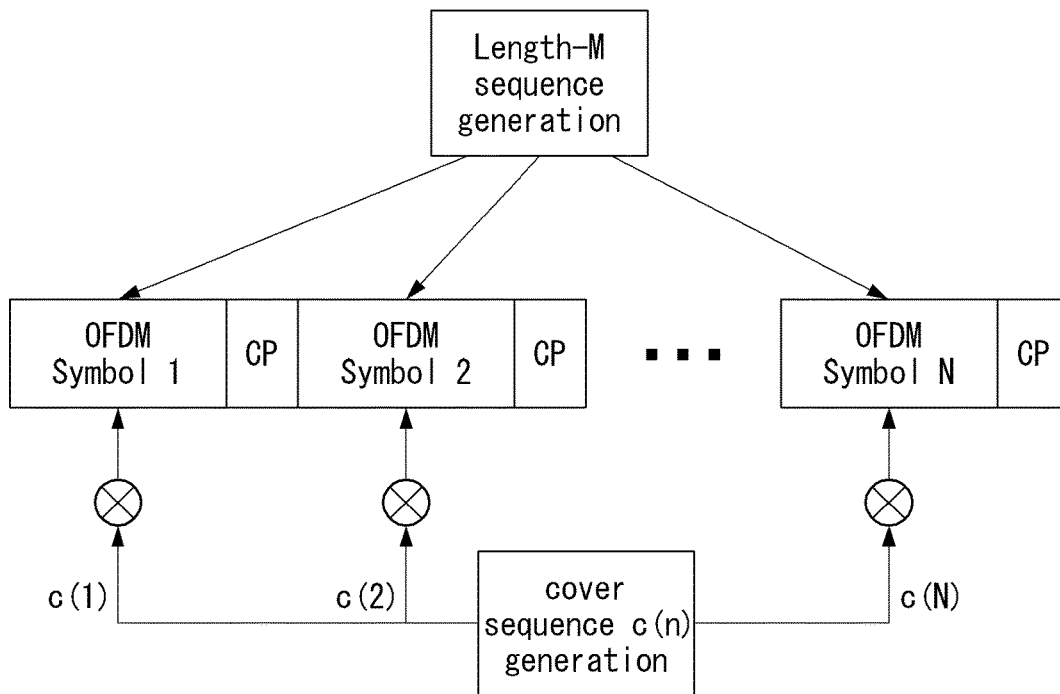 Length-M
sequence
generation
OFDM
Symbol 1
CP
OFDM
Symbol 2
CP
▪ ▪ ▪
OFDM
Symbol N
CP
c(1)
c(2)
c(N)
cover
sequence c(n)
generation